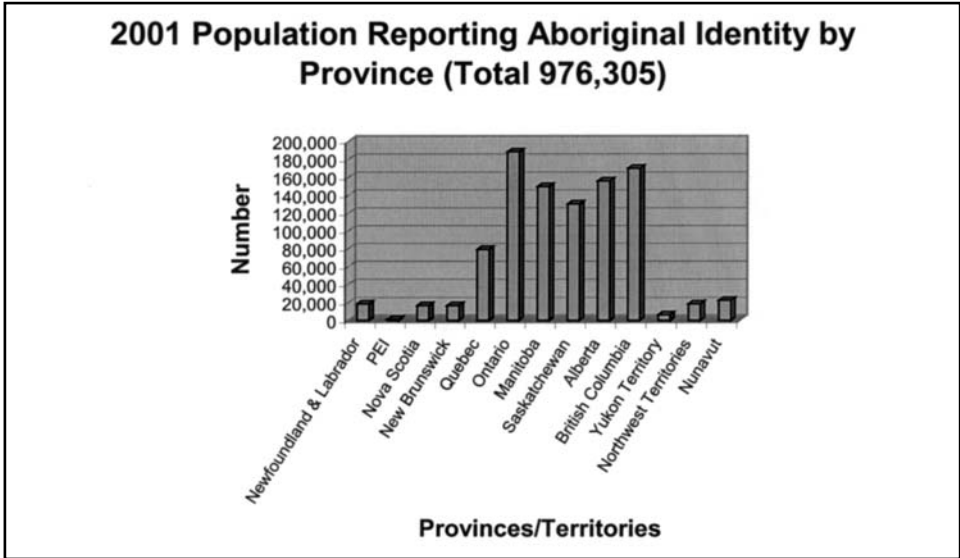 2001 Population Reporting Aboriginal Identity by
Province (Total 976,305)
Number
200,000
180,000
160,000
140,000
120,000
100,000
80,000
60,000
40,000
20,000
0
Newfoundland & Labrador
PEI
Nova Scotia
New Brunswick
Quebec
Ontario
Manitoba
Saskatchewan
Alberta
British Columbia
Yukon Territory
Northwest Territories
Nunavut
Provinces/Territories